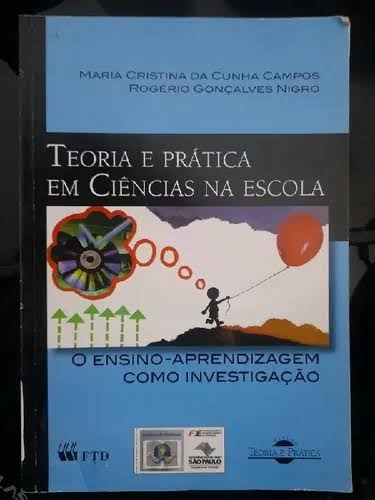 MARIA CRISTINA DA CUNHA CAMPOS
ROGÉRIO GONÇALVES NIGRO
TEORIA E PRÁTICA
EM CIÊNCIAS NA ESCOLA
O ENSINO-APRENDIZAGEM
COMO INVESTIGAÇÃO
FTD
FDE
SÃO PAULO
TEORIA E PRÁTICA